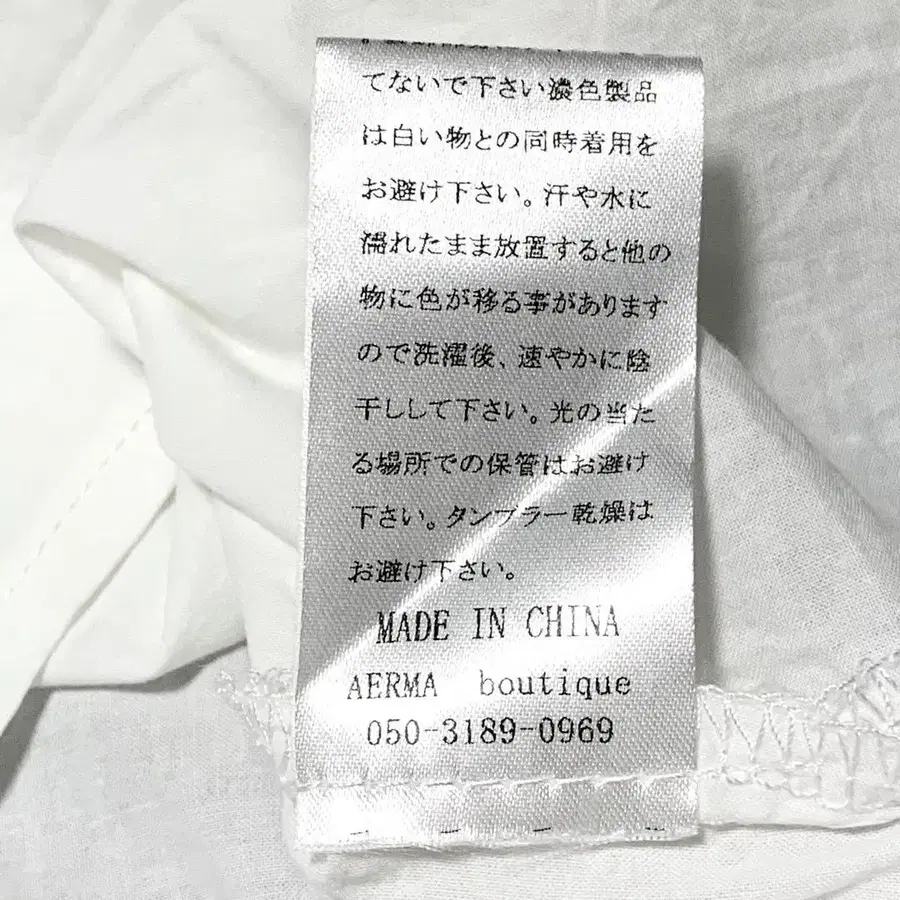 てないで下さい濃色製品
は白い物との同時着用を
お避け下さい。汗や水に
濡れたまま放置すると他の
物に色が移る事があります
ので洗濯後、速やかに陰
干しして下さい。光の当た
る場所での保管はお避け
下さい。タンブラー乾燥は
お避け下さい。
MADE IN CHINA
AERMA boutique
050-3189-0969